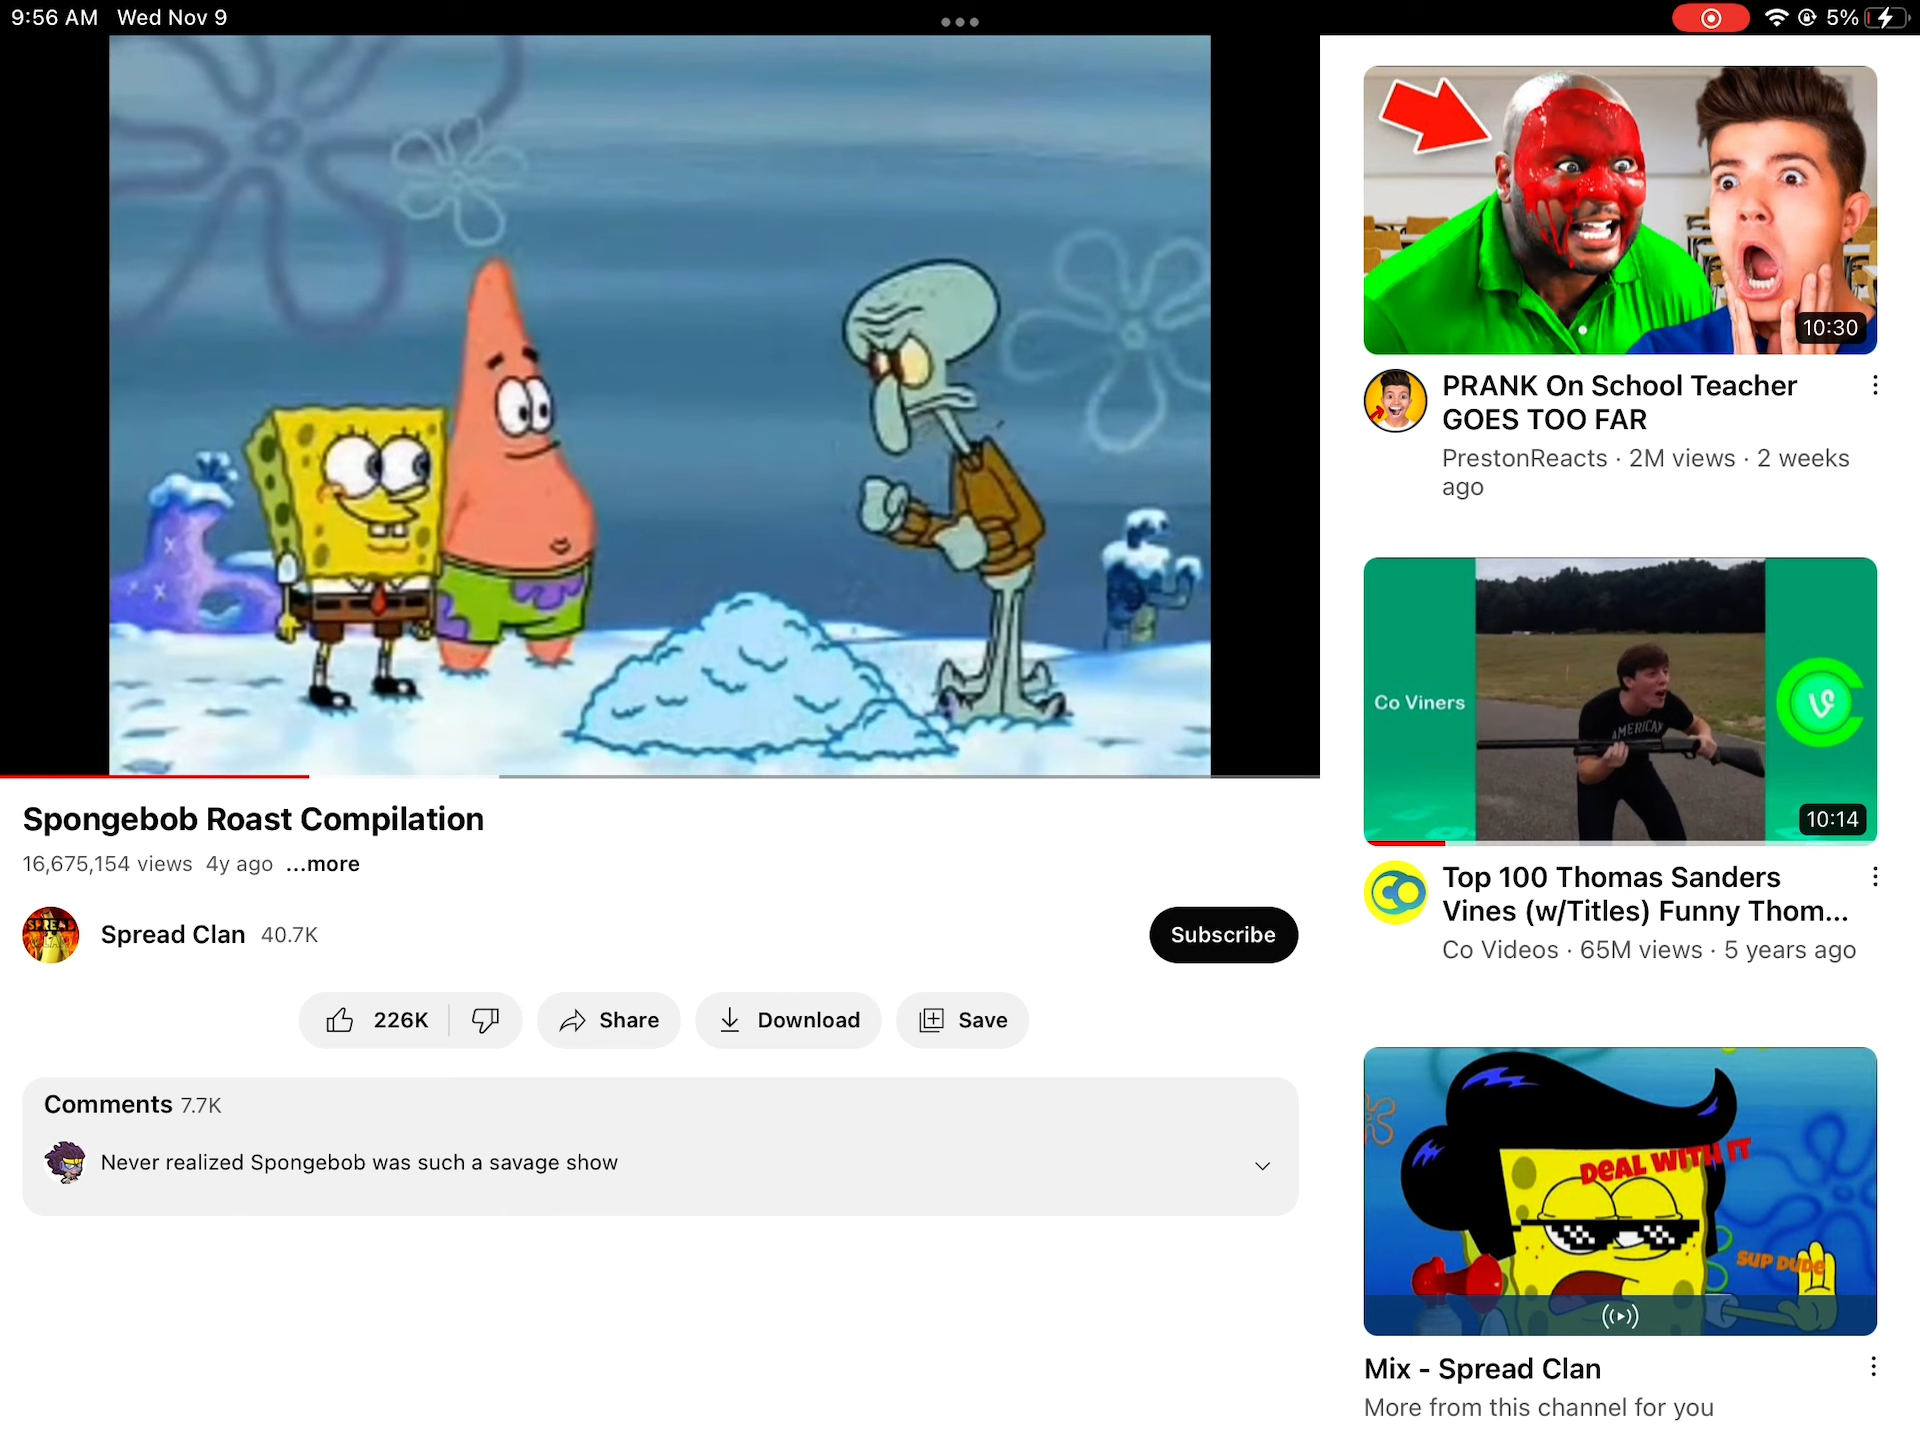 9:56 AM Wed Nov 9
5%
10:30
PRANK On School Teacher
GOES TOO FAR
PrestonReacts · 2M views · 2 weeks
ago
Co Viners
AMERICAN
10:14
Top 100 Thomas Sanders
Vines (w/Titles) Funny Thom...
Co Videos · 65M views · 5 years ago
Spongebob Roast Compilation
16,675,154 views 4y ago ...more
SPREAD
Spread Clan 40.7K
Subscribe
226K
Share
Download
Save
Comments 7.7K
Never realized Spongebob was such a savage show
DEAL WITH IT
SUP DUDE
Mix - Spread Clan
More from this channel for you